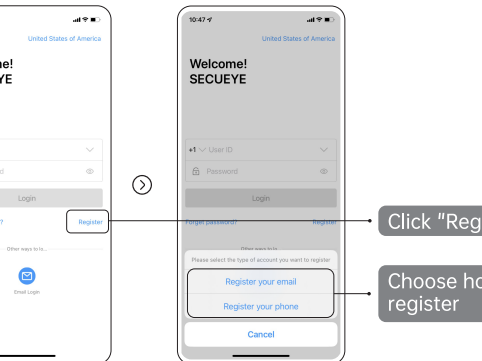 United States of America
Login
Register
Other ways to lo...
Email Login
10:47
United States of America
Welcome!
SECUEYE
+1 User ID
Password
Login
Forget password? Register
Other ways to lo...
Please select the type of account you want to register
Register your email
Register your phone
Cancel
Click "Reg
Choose ho
register